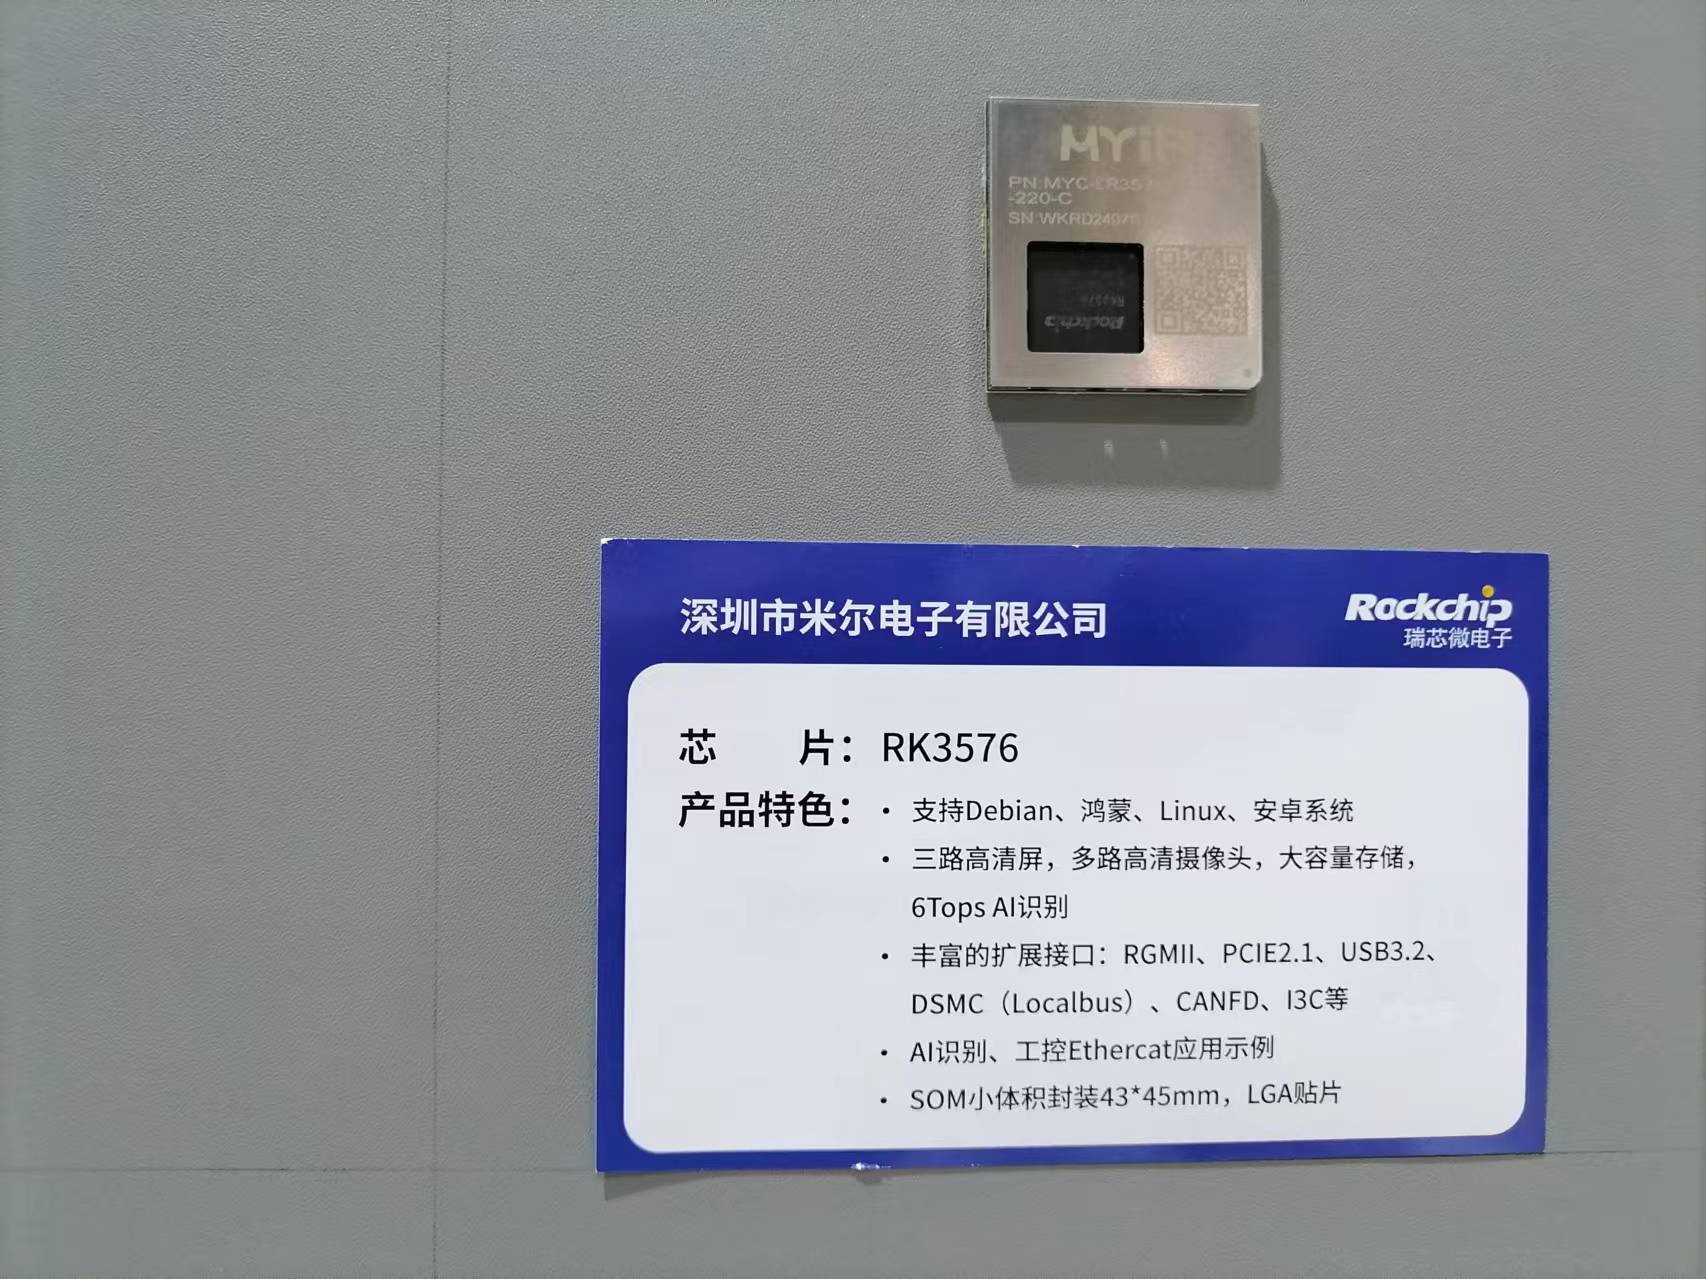 MYiR
PN:MYC-LR3576
-220-C
SN:WKRD2407
RK3576
Rockchip
深圳市米尔电子有限公司
Rockchip
瑞芯微电子
芯 片：RK3576
产品特色：• 支持Debian、鸿蒙、Linux、安卓系统
• 三路高清屏，多路高清摄像头，大容量存储，
6Tops AI识别
• 丰富的扩展接口：RGMII、PCIE2.1、USB3.2、
DSMC（Localbus）、CANFD、I3C等
• AI识别、工控Ethercat应用示例
• SOM小体积封装43*45mm，LGA贴片